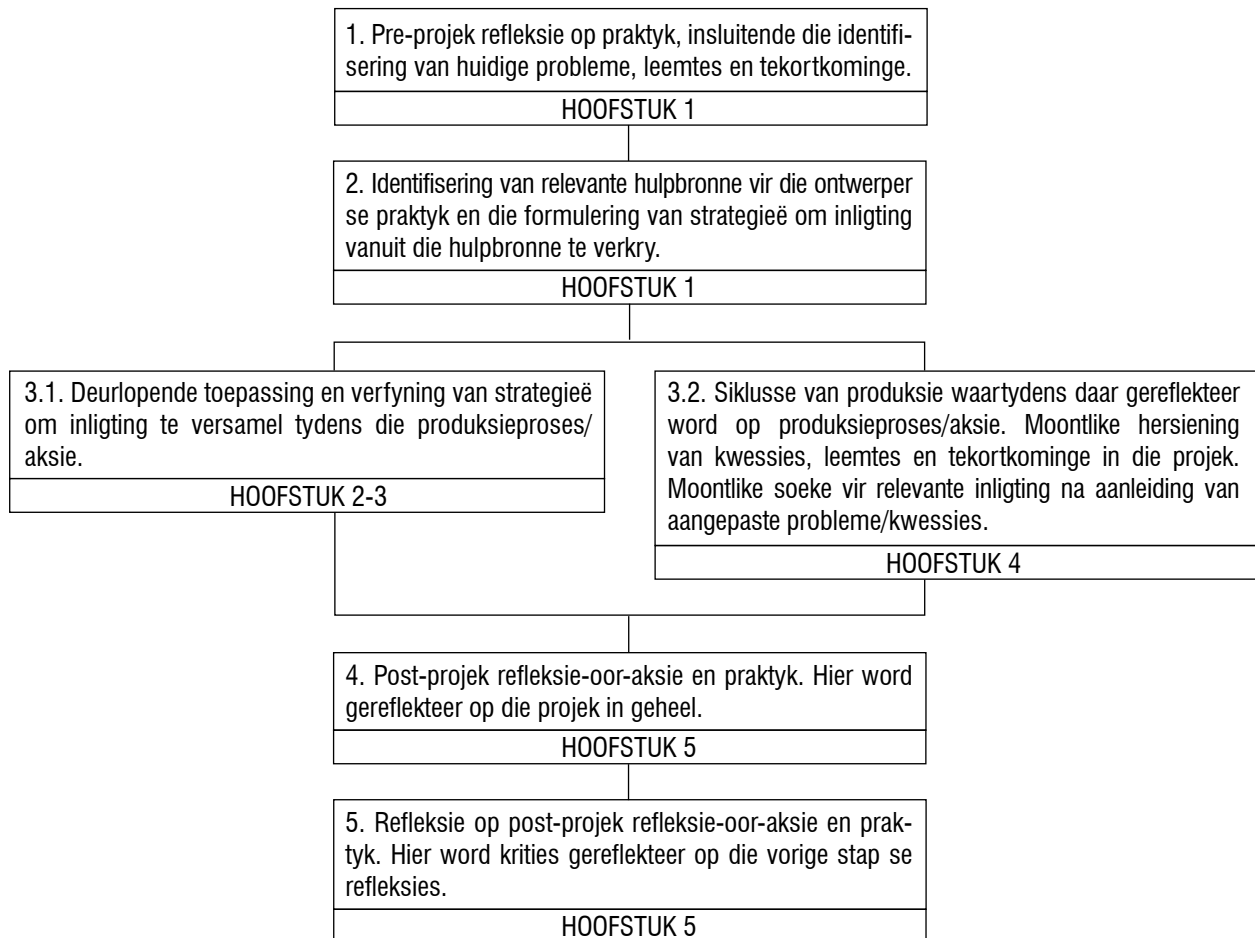 1. Pre-projek refleksie op praktyk, insluitende die identifi-
sering van huidige probleme, leemtes en tekortkominge.
HOOFSTUK 1
2. Identifisering van relevante hulpbronne vir die ontwerper
se praktyk en die formulering van strategieë om inligting
vanuit die hulpbronne te verkry.
HOOFSTUK 1
3.1. Deurlopende toepassing en verfyning van strategieë
om inligting te versamel tydens die produksieproses/
aksie.
HOOFSTUK 2-3
3.2. Siklusse van produksie waartydens daar gereflekteer
word op produksieproses/aksie. Moontlike hersiening
van kwessies, leemtes en tekortkominge in die projek.
Moontlike soeke vir relevante inligting na aanleiding van
aangepaste probleme/kwessies.
HOOFSTUK 4
4. Post-projek refleksie-oor-aksie en praktyk. Hier word
gereflekteer op die projek in geheel.
HOOFSTUK 5
5. Refleksie op post-projek refleksie-oor-aksie en prak-
tyk. Hier word krities gereflekteer op die vorige stap se
refleksies.
HOOFSTUK 5